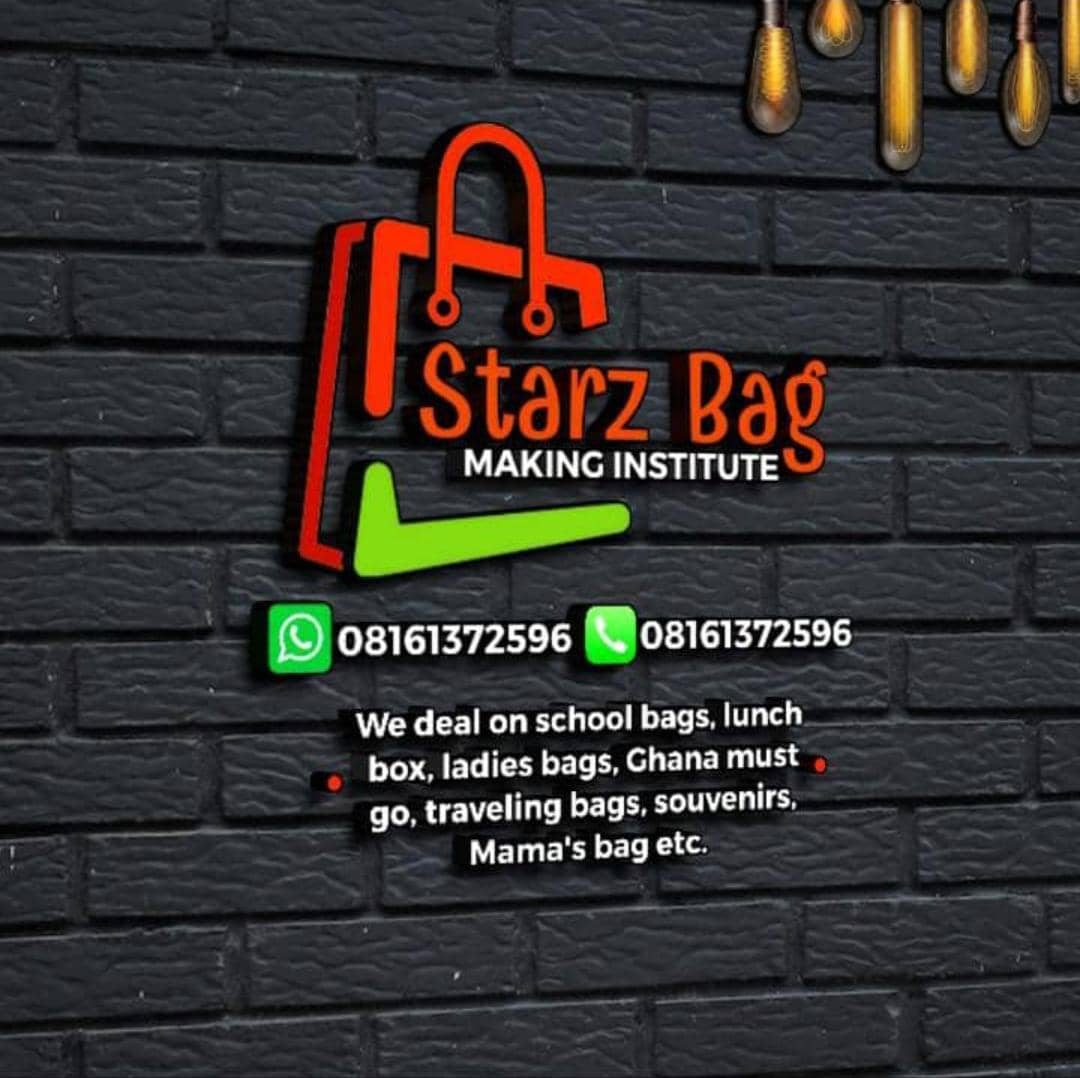 Starz Bag
MAKING INSTITUTE
08161372596 08161372596
We deal on school bags, lunch
box, ladies bags, Ghana must
go, traveling bags, souvenirs,
Mama's bag etc.